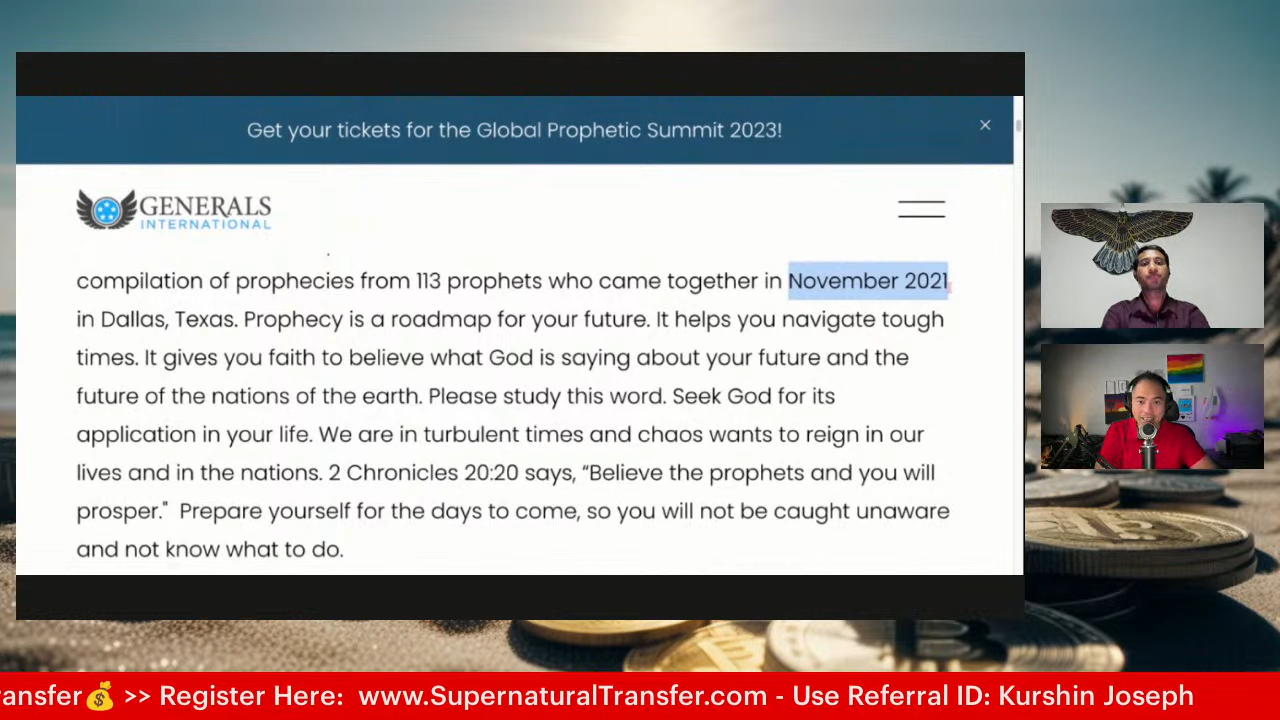 Get your tickets for the Global Prophetic Summit 2023!
GENERALS
INTERNATIONAL
compilation of prophecies from 113 prophets who came together in November 2021
in Dallas, Texas. Prophecy is a roadmap for your future. It helps you navigate tough
times. It gives you faith to believe what God is saying about your future and the
future of the nations of the earth. Please study this word. Seek God for its
application in your life. We are in turbulent times and chaos wants to reign in our
lives and in the nations. 2 Chronicles 20:20 says, “Believe the prophets and you will
prosper."  Prepare yourself for the days to come, so you will not be caught unaware
and not know what to do.
ransfer💰 >> Register Here:  www.SupernaturalTransfer.com - Use Referral ID: Kurshin Joseph